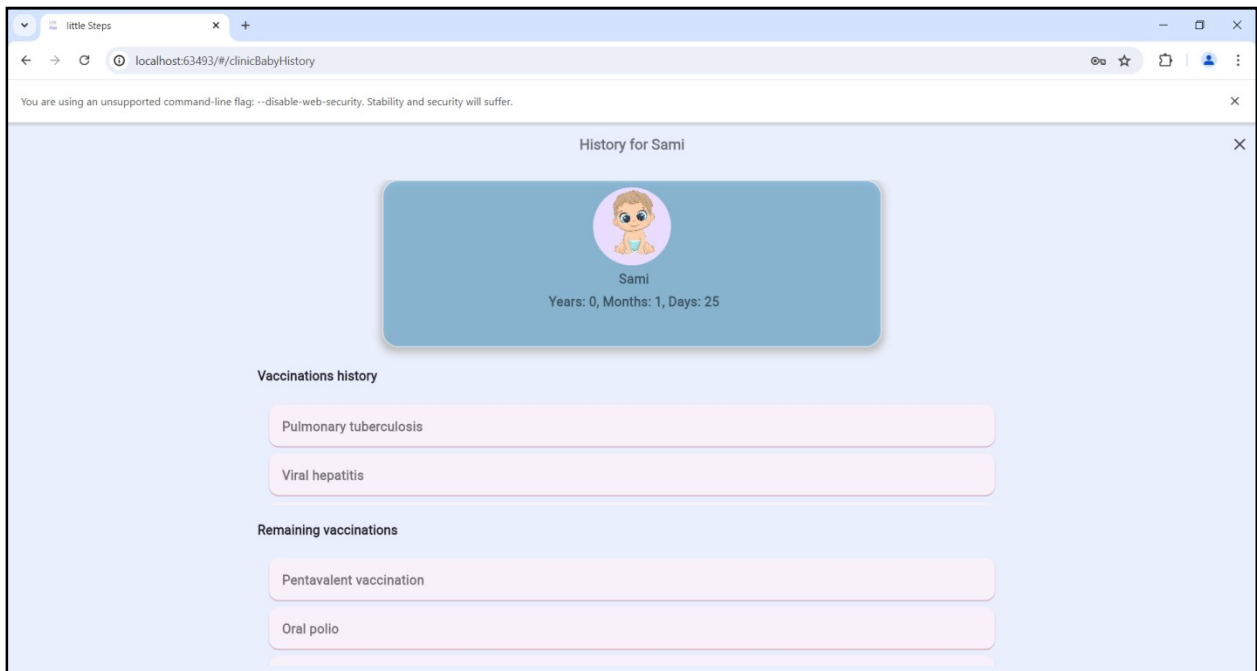 little Steps
localhost:63493/#/clinicBabyHistory
You are using an unsupported command-line flag: --disable-web-security. Stability and security will suffer.
History for Sami
Sami
Years: 0, Months: 1, Days: 25
Vaccinations history
Pulmonary tuberculosis
Viral hepatitis
Remaining vaccinations
Pentavalent vaccination
Oral polio